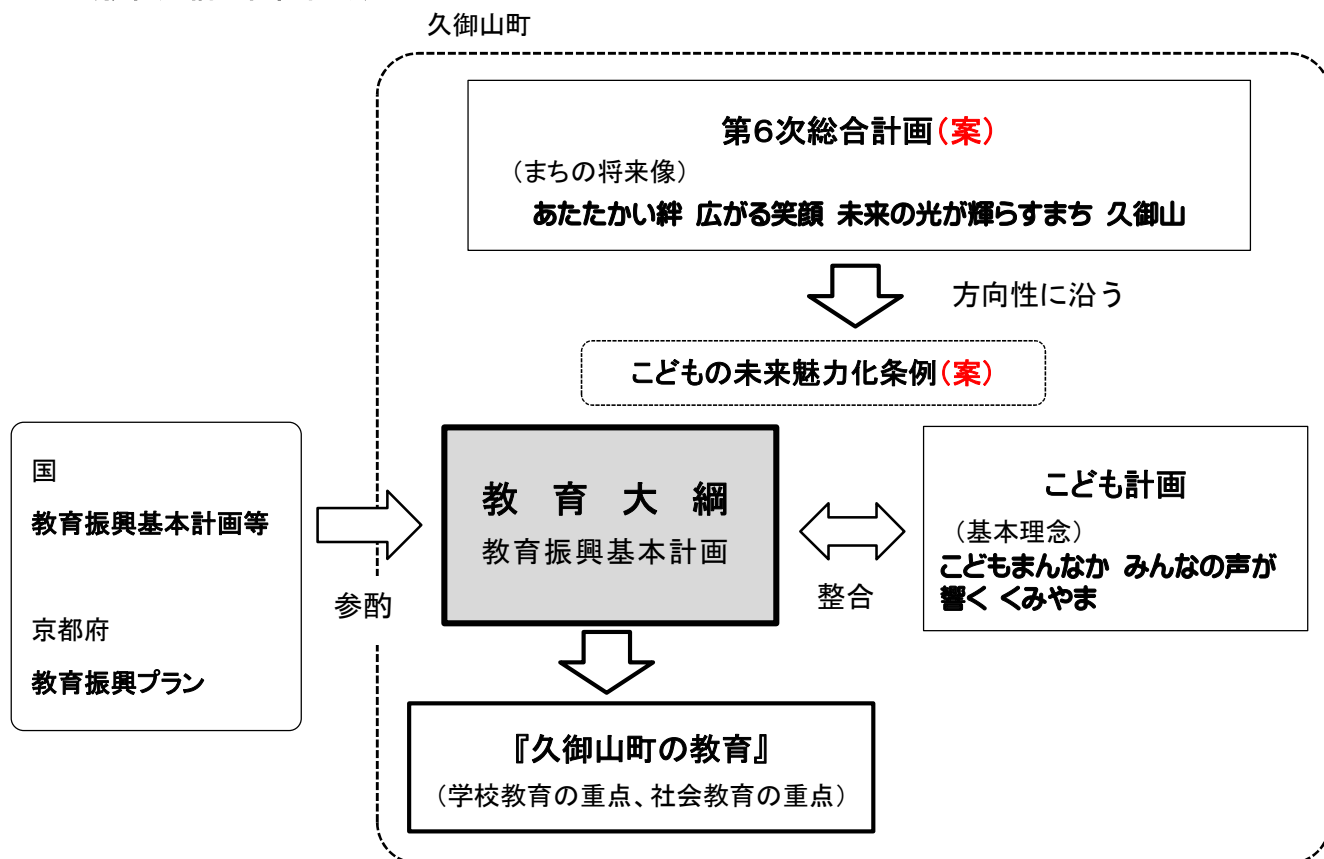 久御山町
第6次総合計画(案)
(まちの将来像)
あたたかい絆 広がる笑顔 未来の光が輝らすまち 久御山
方向性に沿う
こどもの未来魅力化条例(案)
国
教育振興基本計画等
京都府
教育振興プラン
参酌
教育大綱
教育振興基本計画
整合
こども計画
(基本理念)
こどもまんなか みんなの声が
響く くみやま
『久御山町の教育』
(学校教育の重点、社会教育の重点)